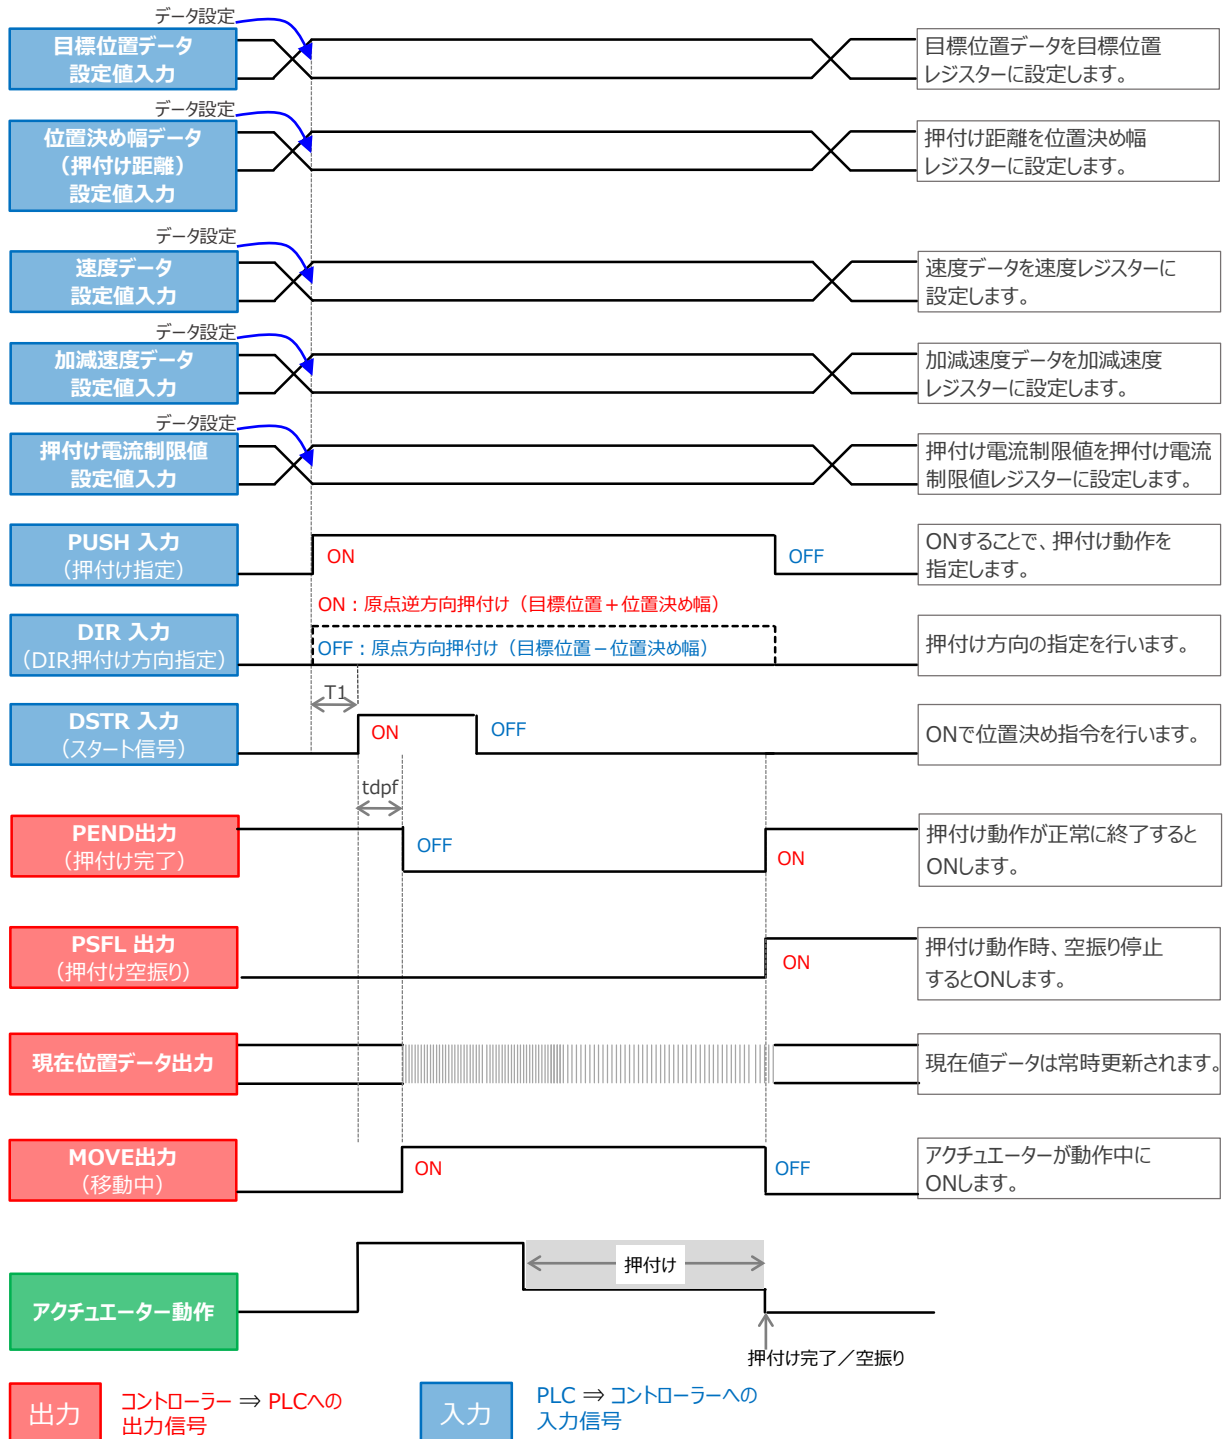 データ設定
目標位置データ
設定値入力
目標位置データを目標位置
レジスターに設定します。
データ設定
位置決め幅データ
（押付け距離）
設定値入力
押付け距離を位置決め幅
レジスターに設定します。
データ設定
速度データ
設定値入力
速度データを速度レジスターに
設定します。
データ設定
加減速度データ
設定値入力
加減速度データを加減速度
レジスターに設定します。
データ設定
押付け電流制限値
設定値入力
押付け電流制限値を押付け電流
制限値レジスターに設定します。
PUSH 入力
（押付け指定）
ON
OFF
ONすることで、押付け動作を
指定します。
ON：原点逆方向押付け（目標位置＋位置決め幅）
DIR 入力
（DIR押付け方向指定）
OFF：原点方向押付け（目標位置－位置決め幅）
押付け方向の指定を行います。
T1
DSTR 入力
（スタート信号）
ON
OFF
ONで位置決め指令を行います。
tdpf
PEND出力
（押付け完了）
OFF
ON
押付け動作が正常に終了すると
ONします。
PSFL 出力
（押付け空振り）
ON
押付け動作時、空振り停止
するとONします。
現在位置データ出力
現在値データは常時更新されます。
MOVE出力
（移動中）
ON
OFF
アクチュエーターが動作中に
ONします。
押付け
アクチュエーター動作
押付け完了／空振り
出力
コントローラー ⇒ PLCへの
出力信号
入力
PLC ⇒ コントローラーへの
入力信号